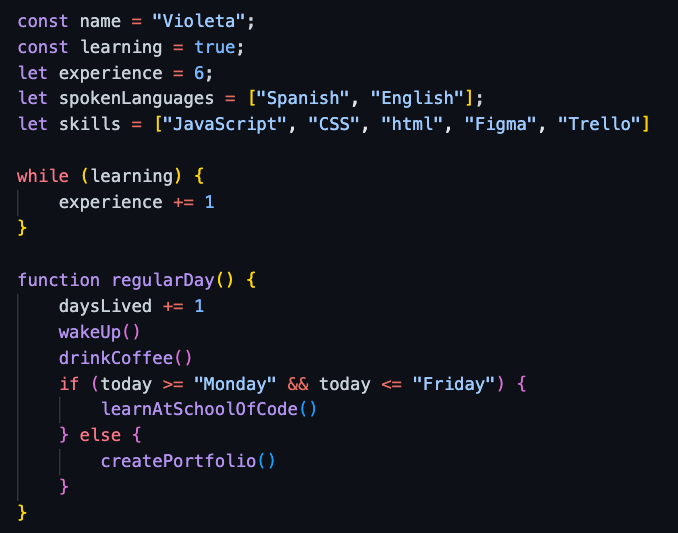 const name = "Violeta";
const learning = true;
let experience = 6;
let spokenLanguages = ["Spanish", "English"];
let skills = ["JavaScript", "CSS", "html", "Figma", "Trello"]

while (learning) {
    experience += 1
}

function regularDay() {
    daysLived += 1
    wakeUp()
    drinkCoffee()
    if (today >= "Monday" && today <= "Friday") {
        learnAtSchoolOfCode()
    } else {
        createPortfolio()
    }
}